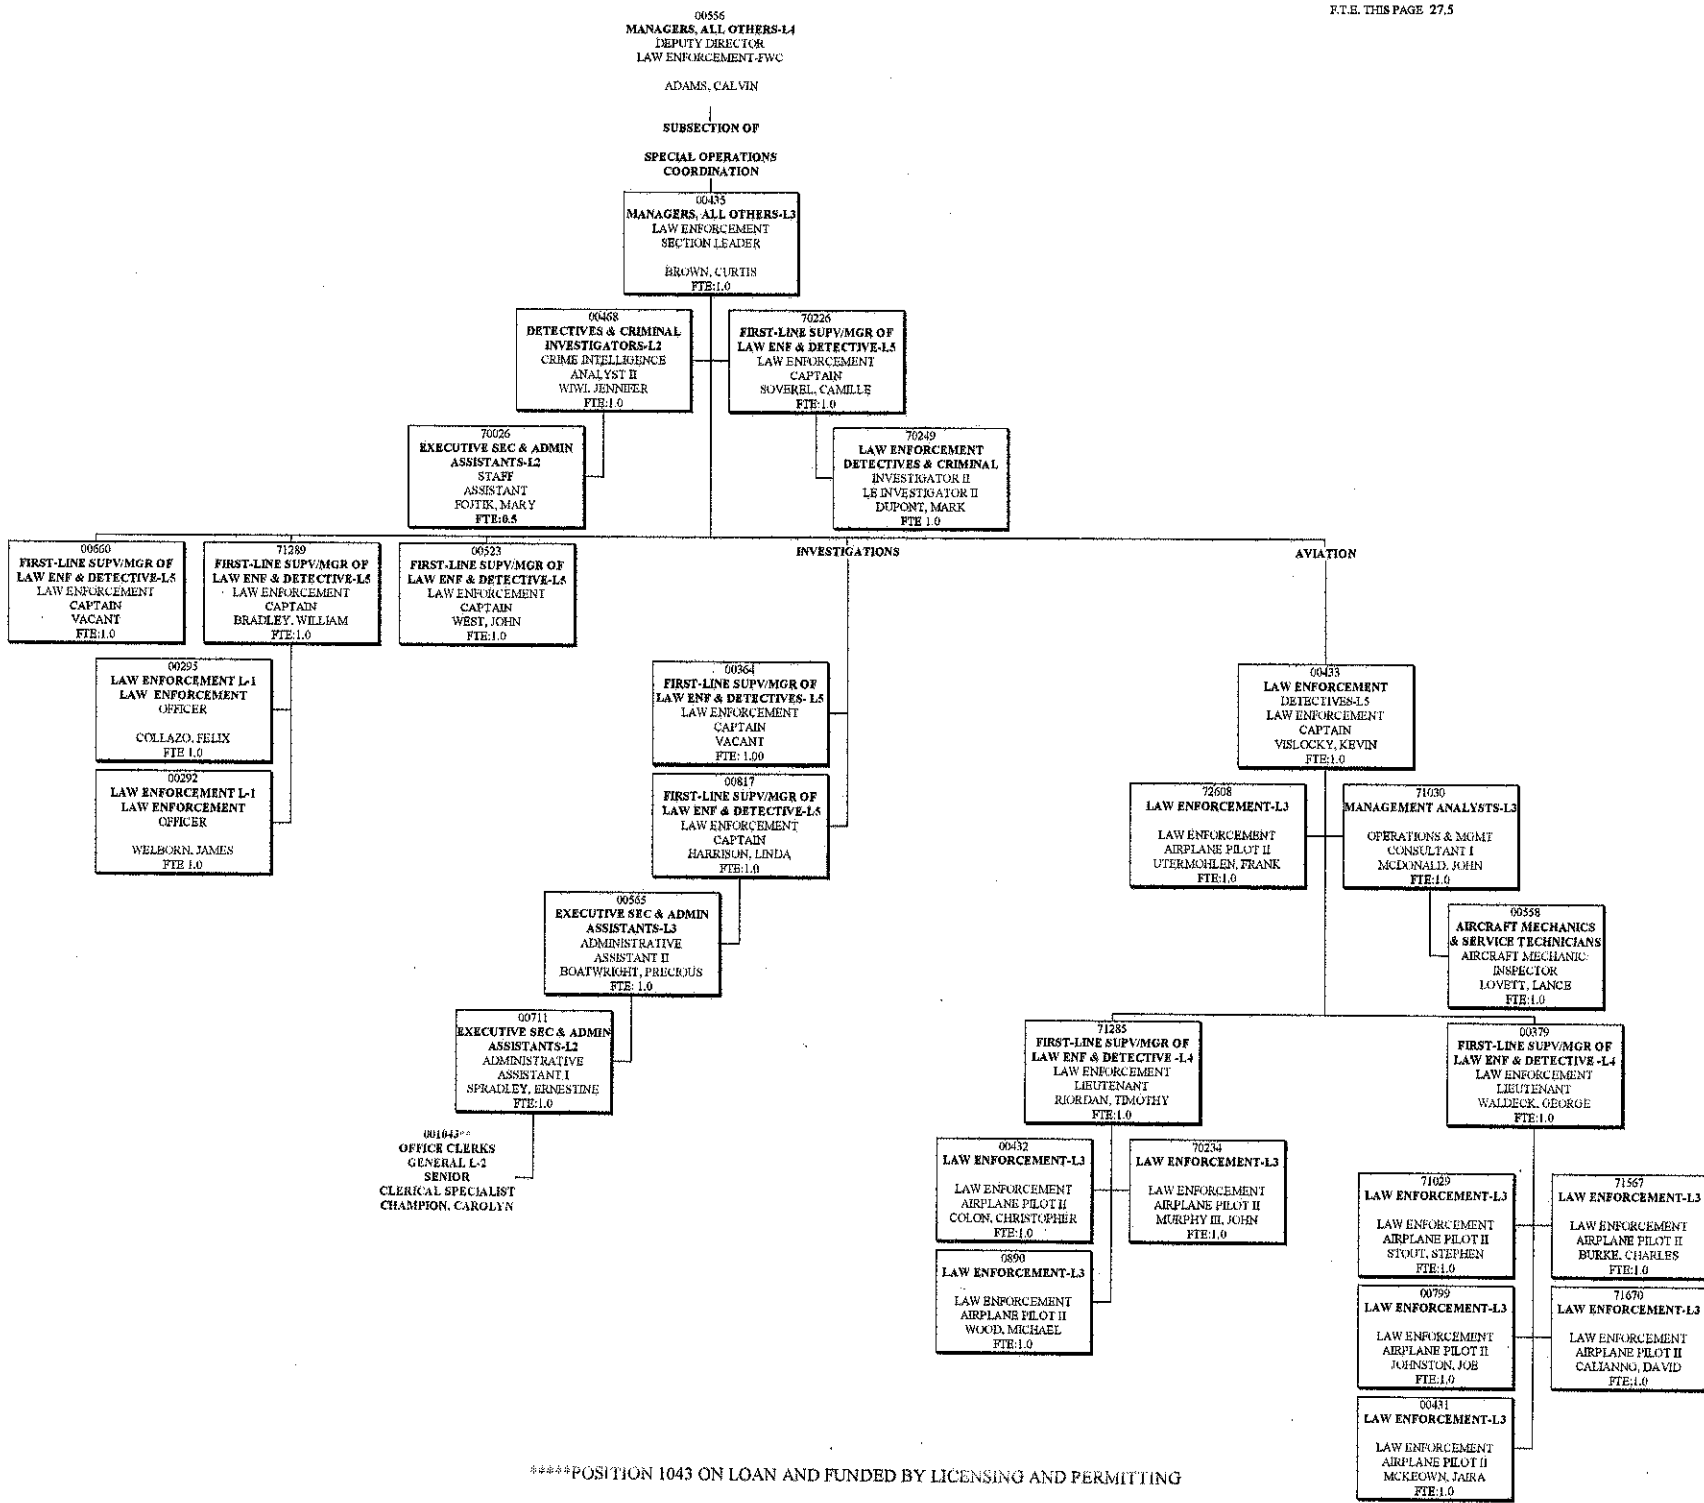 F.T.E. THIS PAGE 27.5
00556
MANAGERS, ALL OTHERS-L4
DEPUTY DIRECTOR
LAW ENFORCEMENT-FWC
ADAMS, CALVIN
SUBSECTION OF
SPECIAL OPERATIONS
COORDINATION
00435
MANAGERS, ALL OTHERS-L3
LAW ENFORCEMENT
SECTION LEADER
BROWN, CURTIS
FTE:1.0
00468
DETECTIVES & CRIMINAL
INVESTIGATORS-L2
CRIME INTELLIGENCE
ANALYST II
WIWI, JENNIFER
FTE:1.0
70226
FIRST-LINE SUPV/MGR OF
LAW ENF & DETECTIVE-L5
LAW ENFORCEMENT
CAPTAIN
SOVEREL, CAMILLE
FTE:1.0
70026
EXECUTIVE SEC & ADMIN
ASSISTANTS-L2
STAFF
ASSISTANT
FOJTIK, MARY
FTE:0.5
70249
LAW ENFORCEMENT
DETECTIVES & CRIMINAL
INVESTIGATOR II
LE INVESTIGATOR II
DUPONT, MARK
FTE 1.0
00660
FIRST-LINE SUPV/MGR OF
LAW ENF & DETECTIVE-L5
LAW ENFORCEMENT
CAPTAIN
VACANT
FTE:1.0
71289
FIRST-LINE SUPV/MGR OF
LAW ENF & DETECTIVE-L5
LAW ENFORCEMENT
CAPTAIN
BRADLEY, WILLIAM
FTE:1.0
00523
FIRST-LINE SUPV/MGR OF
LAW ENF & DETECTIVE-L5
LAW ENFORCEMENT
CAPTAIN
WEST, JOHN
FTE:1.0
INVESTIGATIONS
AVIATION
00295
LAW ENFORCEMENT L-1
LAW ENFORCEMENT
OFFICER
COLLAZO, FELIX
FTE 1.0
00292
LAW ENFORCEMENT L-1
LAW ENFORCEMENT
OFFICER
WELBORN, JAMES
FTE 1.0
00364
FIRST-LINE SUPV/MGR OF
LAW ENF & DETECTIVES- L5
LAW ENFORCEMENT
CAPTAIN
VACANT
FTE: 1.00
00817
FIRST-LINE SUPV/MGR OF
LAW ENF & DETECTIVE-L5
LAW ENFORCEMENT
CAPTAIN
HARRISON, LINDA
FTE:1.0
00565
EXECUTIVE SEC & ADMIN
ASSISTANTS-L3
ADMINISTRATIVE
ASSISTANT II
BOATWRIGHT, PRECIOUS
FTE: 1.0
00711
EXECUTIVE SEC & ADMIN
ASSISTANTS-L2
ADMINISTRATIVE
ASSISTANT I
SPRADLEY, ERNESTINE
FTE:1.0
001043**
OFFICE CLERKS
GENERAL L-2
SENIOR
CLERICAL SPECIALIST
CHAMPION, CAROLYN
00433
LAW ENFORCEMENT
DETECTIVES-L5
LAW ENFORCEMENT
CAPTAIN
VISLOCKY, KEVIN
FTE:1.0
72608
LAW ENFORCEMENT-L3
LAW ENFORCEMENT
AIRPLANE PILOT II
UTERMOHLEN, FRANK
FTE:1.0
71030
MANAGEMENT ANALYSTS-L3
OPERATIONS & MGMT
CONSULTANT I
MCDONALD, JOHN
FTE:1.0
00558
AIRCRAFT MECHANICS
& SERVICE TECHNICIANS
AIRCRAFT MECHANIC
INSPECTOR
LOVETT, LANCE
FTE:1.0
71285
FIRST-LINE SUPV/MGR OF
LAW ENF & DETECTIVE -L4
LAW ENFORCEMENT
LIEUTENANT
RIORDAN, TIMOTHY
FTE:1.0
00379
FIRST-LINE SUPV/MGR OF
LAW ENF & DETECTIVE -L4
LAW ENFORCEMENT
LIEUTENANT
WALDECK, GEORGE
FTE:1.0
00432
LAW ENFORCEMENT-L3
LAW ENFORCEMENT
AIRPLANE PILOT II
COLON, CHRISTOPHER
FTE:1.0
70234
LAW ENFORCEMENT-L3
LAW ENFORCEMENT
AIRPLANE PILOT II
MURPHY III, JOHN
FTE:1.0
0890
LAW ENFORCEMENT-L3
LAW ENFORCEMENT
AIRPLANE PILOT II
WOOD, MICHAEL
FTE:1.0
71029
LAW ENFORCEMENT-L3
LAW ENFORCEMENT
AIRPLANE PILOT II
STOUT, STEPHEN
FTE:1.0
71567
LAW ENFORCEMENT-L3
LAW ENFORCEMENT
AIRPLANE PILOT II
BURKE, CHARLES
FTE:1.0
00799
LAW ENFORCEMENT-L3
LAW ENFORCEMENT
AIRPLANE PILOT II
JOHNSTON, JOE
FTE:1.0
71670
LAW ENFORCEMENT-L3
LAW ENFORCEMENT
AIRPLANE PILOT II
CALIANNO, DAVID
FTE:1.0
00431
LAW ENFORCEMENT-L3
LAW ENFORCEMENT
AIRPLANE PILOT II
MCKEOWN, JAIRA
FTE:1.0
*****POSITION 1043 ON LOAN AND FUNDED BY LICENSING AND PERMITTING